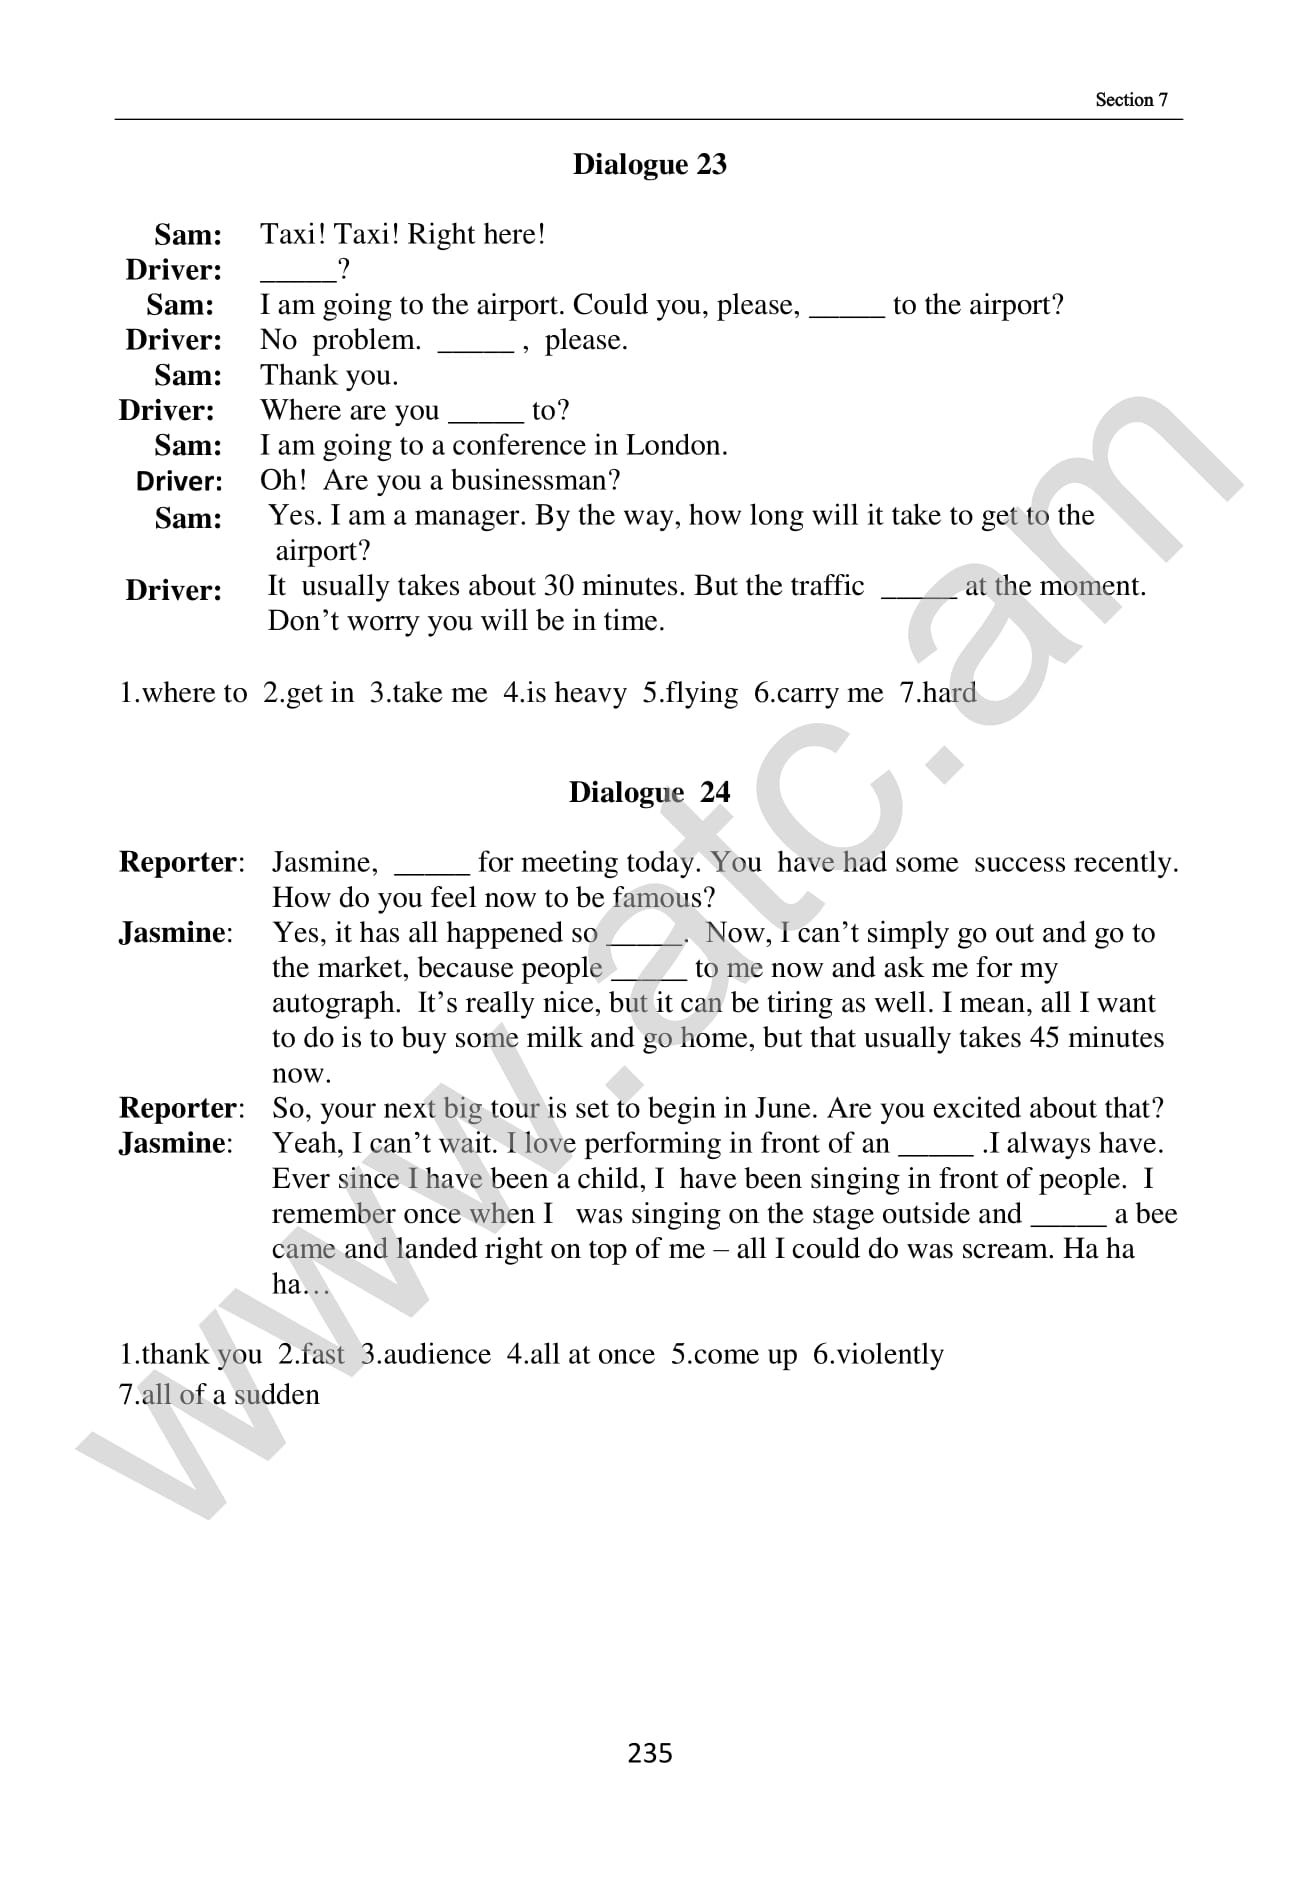 Section 7
Dialogue 23
Sam: Taxi! Taxi! Right here!
Driver: _____?
Sam: I am going to the airport. Could you, please, _____ to the airport?
Driver: No problem. _____ , please.
Sam: Thank you.
Driver: Where are you _____ to?
Sam: I am going to a conference in London.
Driver: Oh! Are you a businessman?
Sam: Yes. I am a manager. By the way, how long will it take to get to the
airport?
Driver: It usually takes about 30 minutes. But the traffic _____ at the moment.
Don’t worry you will be in time.
1.where to 2.get in 3.take me 4.is heavy 5.flying 6.carry me 7.hard
Dialogue 24
Reporter: Jasmine, _____ for meeting today. You have had some success recently.
How do you feel now to be famous?
Jasmine: Yes, it has all happened so _____. Now, I can’t simply go out and go to
the market, because people _____ to me now and ask me for my
autograph. It’s really nice, but it can be tiring as well. I mean, all I want
to do is to buy some milk and go home, but that usually takes 45 minutes
now.
Reporter: So, your next big tour is set to begin in June. Are you excited about that?
Jasmine: Yeah, I can’t wait. I love performing in front of an _____ .I always have.
Ever since I have been a child, I have been singing in front of people. I
remember once when I was singing on the stage outside and _____ a bee
came and landed right on top of me – all I could do was scream. Ha ha
ha…
1.thank you 2.fast 3.audience 4.all at once 5.come up 6.violently
7.all of a sudden
235
www.atc.am